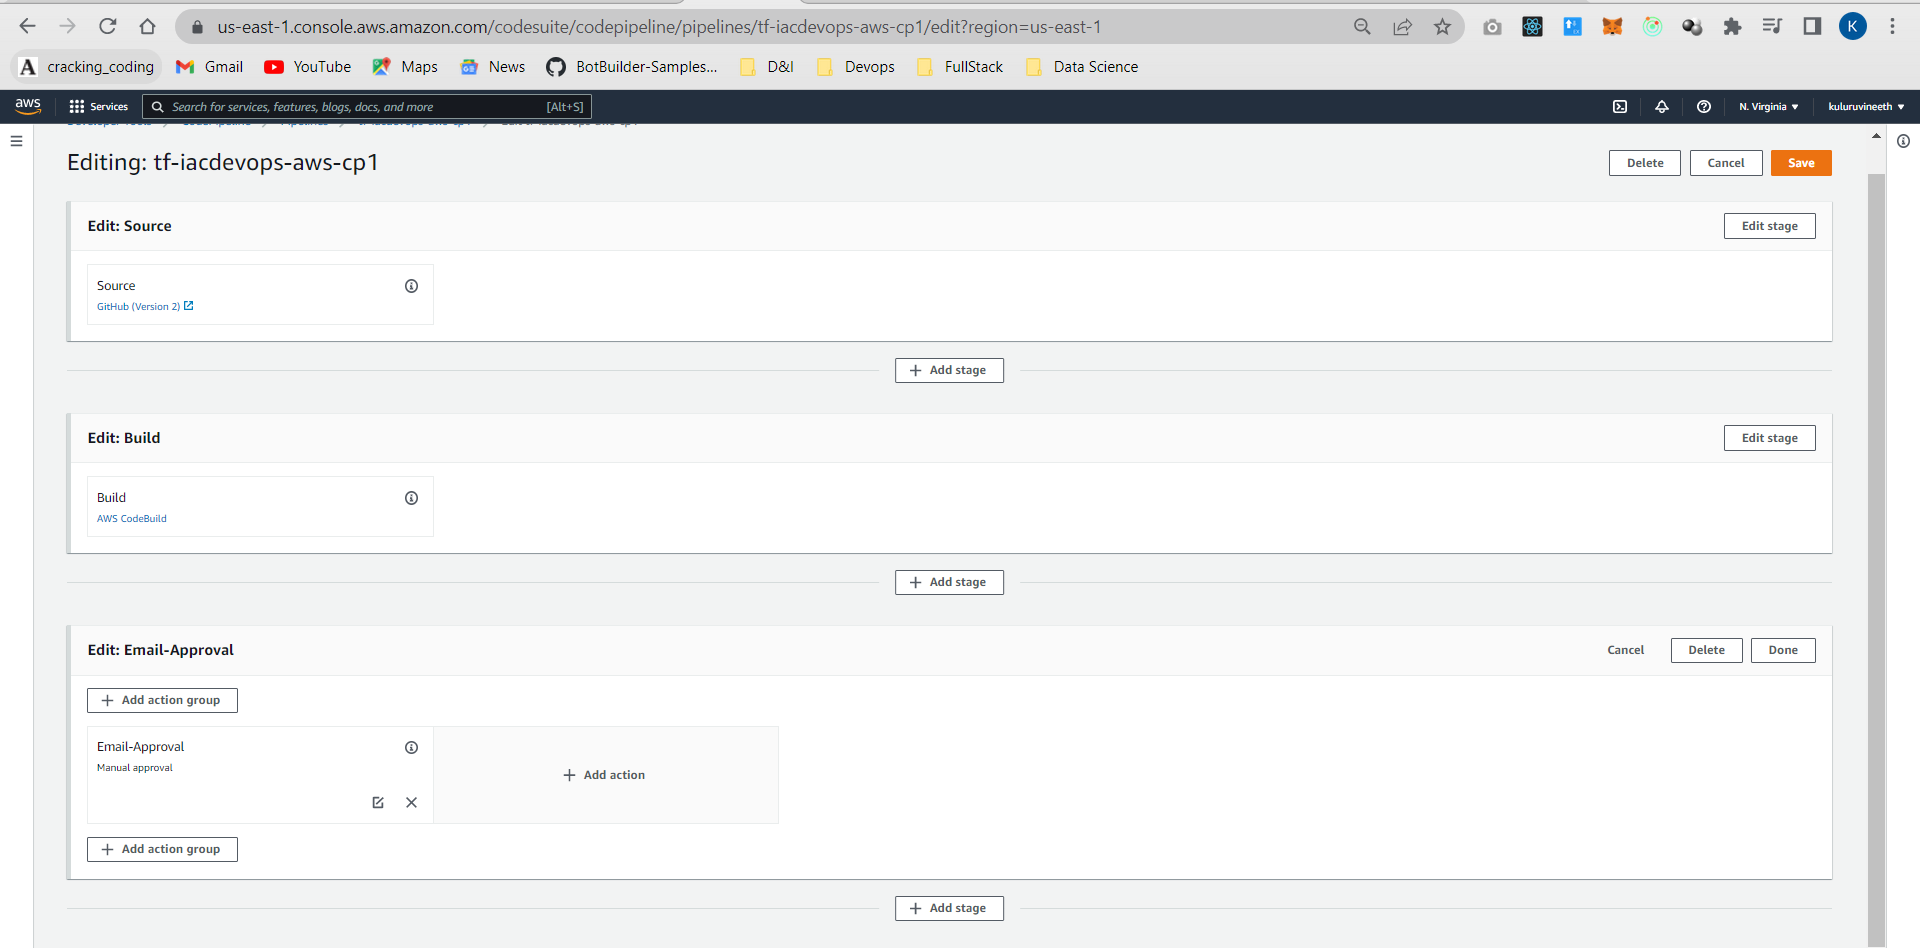 us-east-1.console.aws.amazon.com/codesuite/codepipeline/pipelines/tf-iacdevops-aws-cp1/edit?region=us-east-1
K
A cracking_coding Gmail YouTube Maps News BotBuilder-Samples... D&I Devops FullStack Data Science
aws Services Search for services, features, blogs, docs, and more [Alt+S] N. Virginia ▼ kuluruvineeth ▼
Editing: tf-iacdevops-aws-cp1
Delete Cancel Save
Edit: Source Edit stage
Source
GitHub (Version 2)
+ Add stage
Edit: Build Edit stage
Build
AWS CodeBuild
+ Add stage
Edit: Email-Approval Cancel Delete Done
+ Add action group
Email-Approval
Manual approval
+ Add action
+ Add action group
+ Add stage